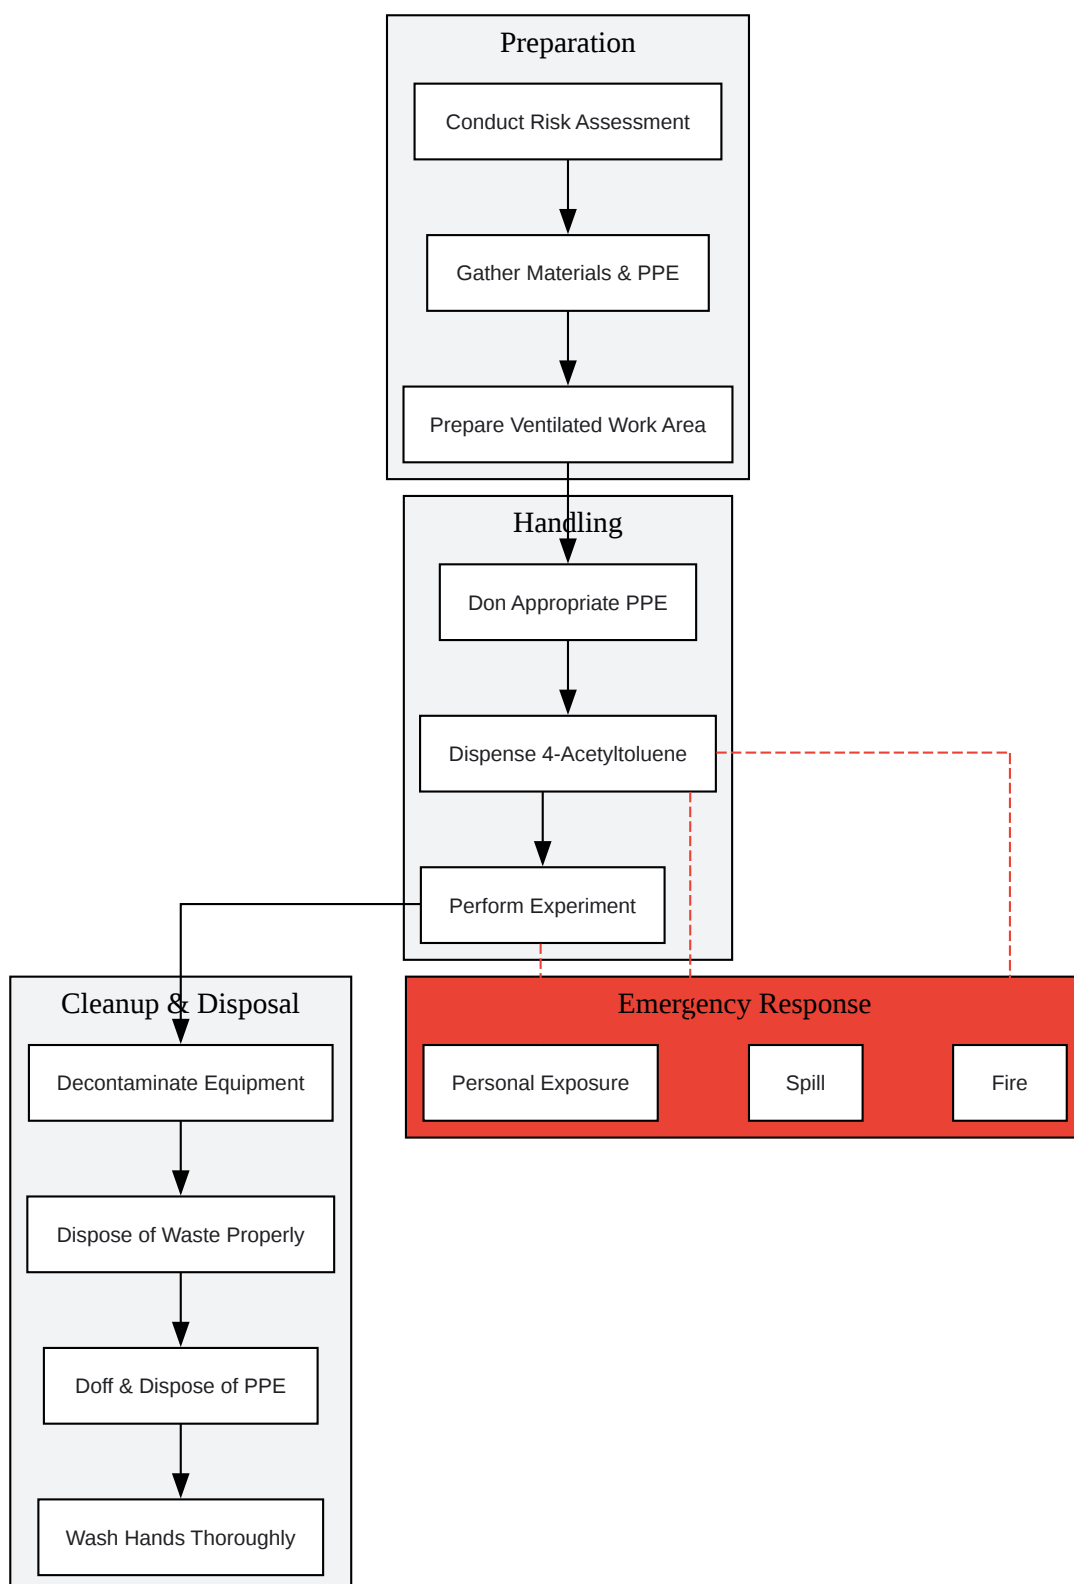 Preparation
Conduct Risk Assessment
Gather Materials & PPE
Prepare Ventilated Work Area
Handling
Don Appropriate PPE
Dispense 4-Acetyltoluene
Perform Experiment
Cleanup & Disposal
Decontaminate Equipment
Dispose of Waste Properly
Doff & Dispose of PPE
Wash Hands Thoroughly
Emergency Response
Personal Exposure
Spill
Fire